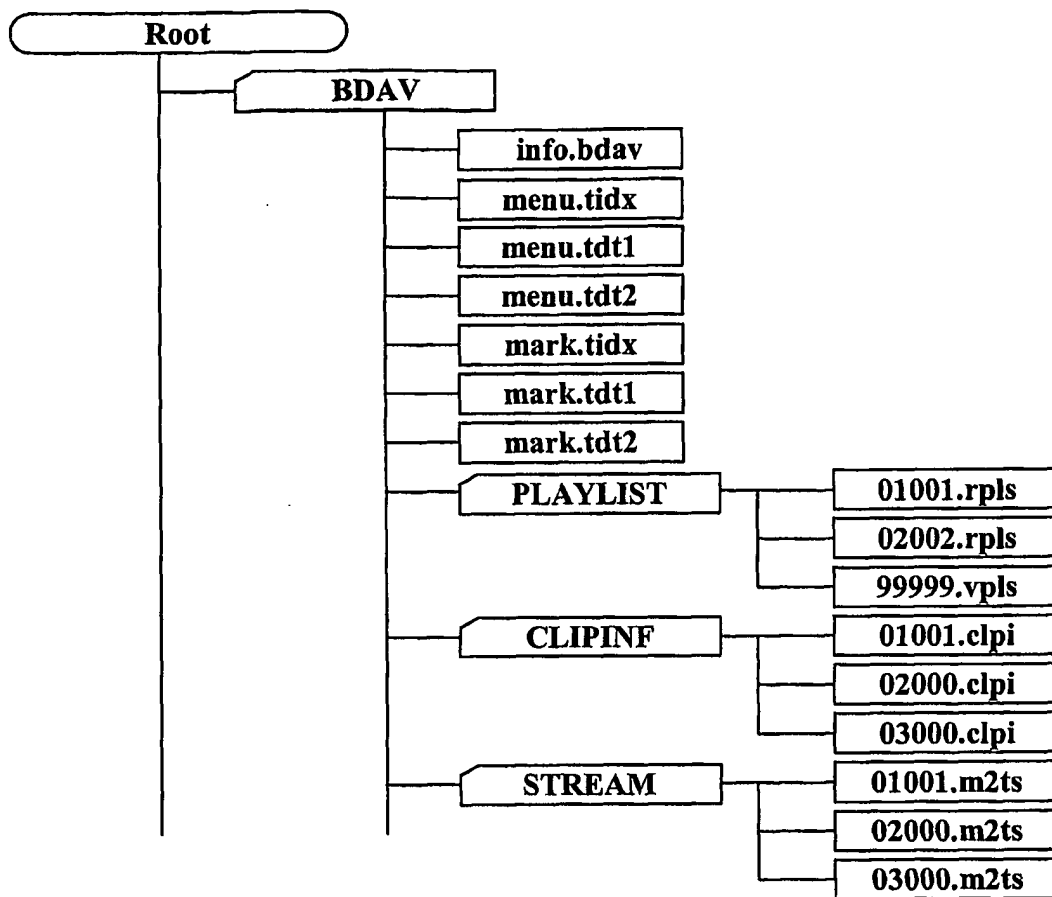 Root
BDAV
info.bdav
menu.tidx
menu.tdt1
menu.tdt2
mark.tidx
mark.tdt1
mark.tdt2
PLAYLIST
01001.rpls
02002.rpls
99999.vpls
CLIPINF
01001.clpi
02000.clpi
03000.clpi
STREAM
01001.m2ts
02000.m2ts
03000.m2ts